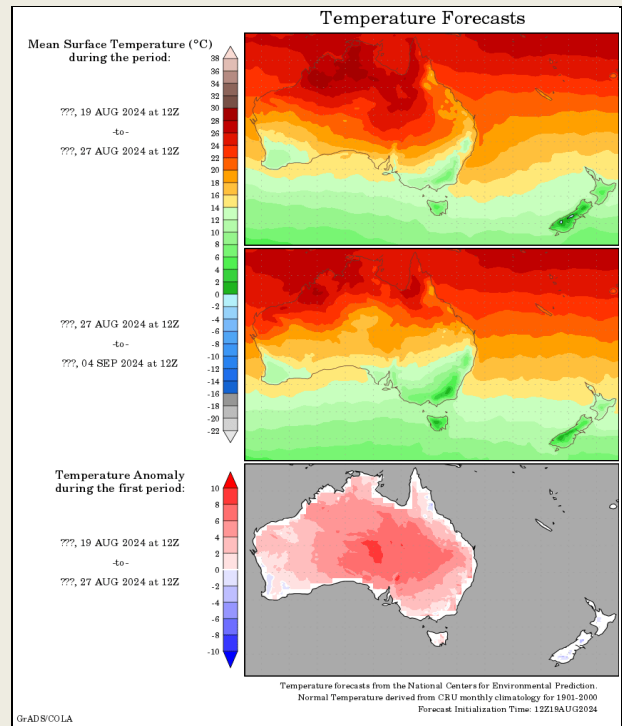 Temperature Forecasts
Mean Surface Temperature (°C)
during the period:
???, 19 AUG 2024 at 12Z
-to-
???, 27 AUG 2024 at 12Z
38
36
34
32
30
28
26
24
22
20
18
16
14
12
10
8
6
4
2
0
-2
-4
-6
-8
-10
-12
-14
-16
-18
-20
-22
???, 27 AUG 2024 at 12Z
-to-
???, 04 SEP 2024 at 12Z
Temperature Anomaly
during the first period:
???, 19 AUG 2024 at 12Z
-to-
???, 27 AUG 2024 at 12Z
10
8
6
4
2
0
-2
-4
-6
-8
-10
Temperature forecasts from the National Centers for Environmental Prediction.
Normal Temperature derived from CRU monthly climatology for 1901-2000
Forecast Initialization Time: 12Z19AUG2024
GrADS/COLA